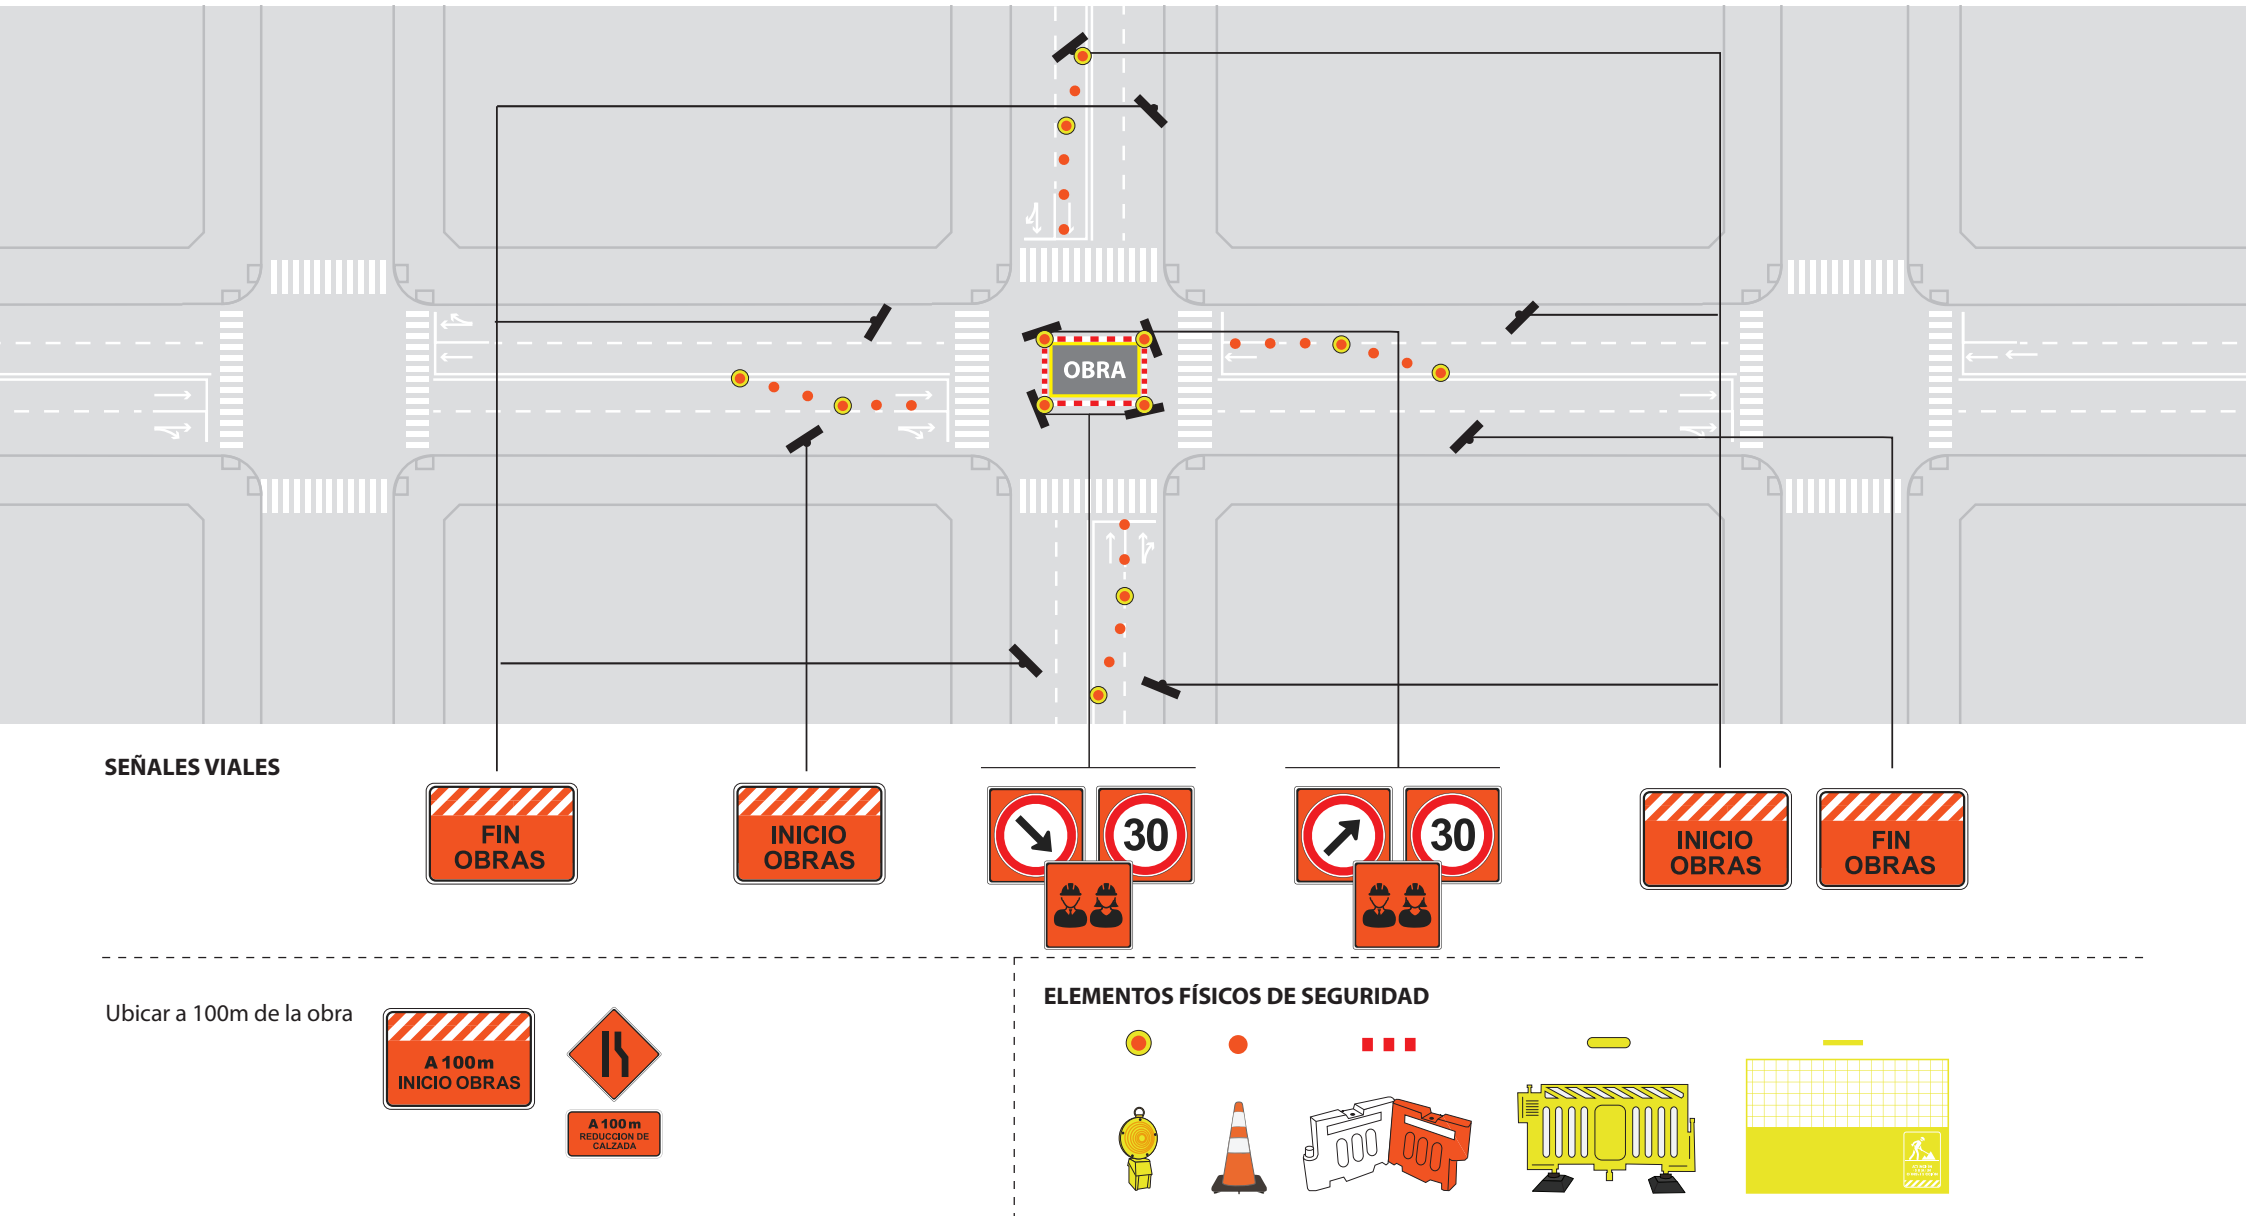 OBRA
SEÑALES VIALES
FIN
OBRAS
INICIO
OBRAS
30
30
INICIO
OBRAS
FIN
OBRAS
Ubicar a 100m de la obra
A 100m
INICIO OBRAS
A 100m
REDUCCION DE
CALZADA
ELEMENTOS FÍSICOS DE SEGURIDAD